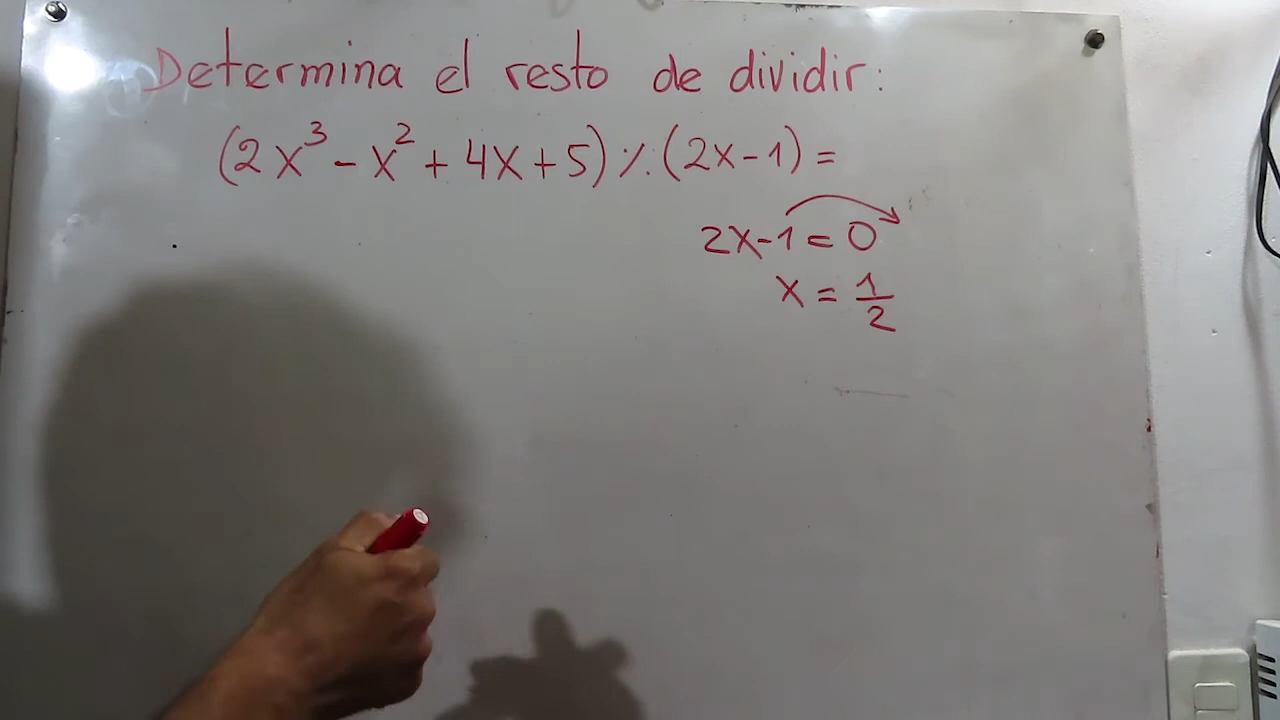 Determina el resto de dividir:
(2x³ - x² + 4x + 5) ٪ (2x - 1) =
2x - 1 = 0
x = 1/2